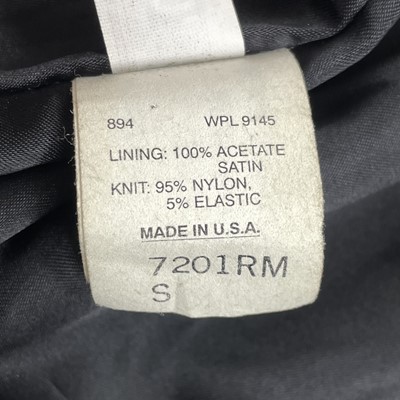 894 WPL 9145
LINING: 100% ACETATE
SATIN
KNIT: 95% NYLON,
5% ELASTIC
MADE IN U.S.A.
7201RM
S